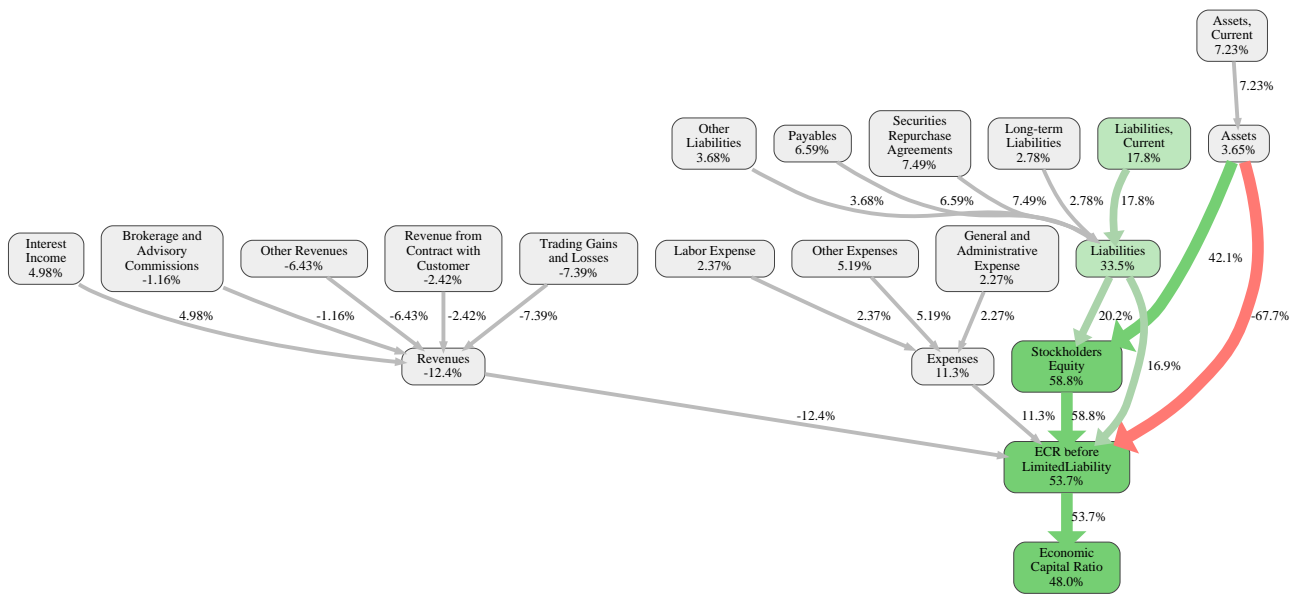 Assets,
Current
7.23%
7.23%
Other
Liabilities
3.68%
Payables
6.59%
Securities
Repurchase
Agreements
7.49%
Long-term
Liabilities
2.78%
Liabilities,
Current
17.8%
Assets
3.65%
3.68%
6.59%
7.49%
2.78%
17.8%
Interest
Income
4.98%
Brokerage and
Advisory
Commissions
-1.16%
Other Revenues
-6.43%
Revenue from
Contract with
Customer
-2.42%
Trading Gains
and Losses
-7.39%
Labor Expense
2.37%
Other Expenses
5.19%
General and
Administrative
Expense
2.27%
Liabilities
33.5%
42.1%
4.98%
-1.16%
-6.43%
-2.42%
-7.39%
2.37%
5.19%
2.27%
20.2%
-67.7%
Revenues
-12.4%
Expenses
11.3%
Stockholders
Equity
58.8%
16.9%
-12.4%
11.3%
58.8%
ECR before
LimitedLiability
53.7%
53.7%
Economic
Capital Ratio
48.0%